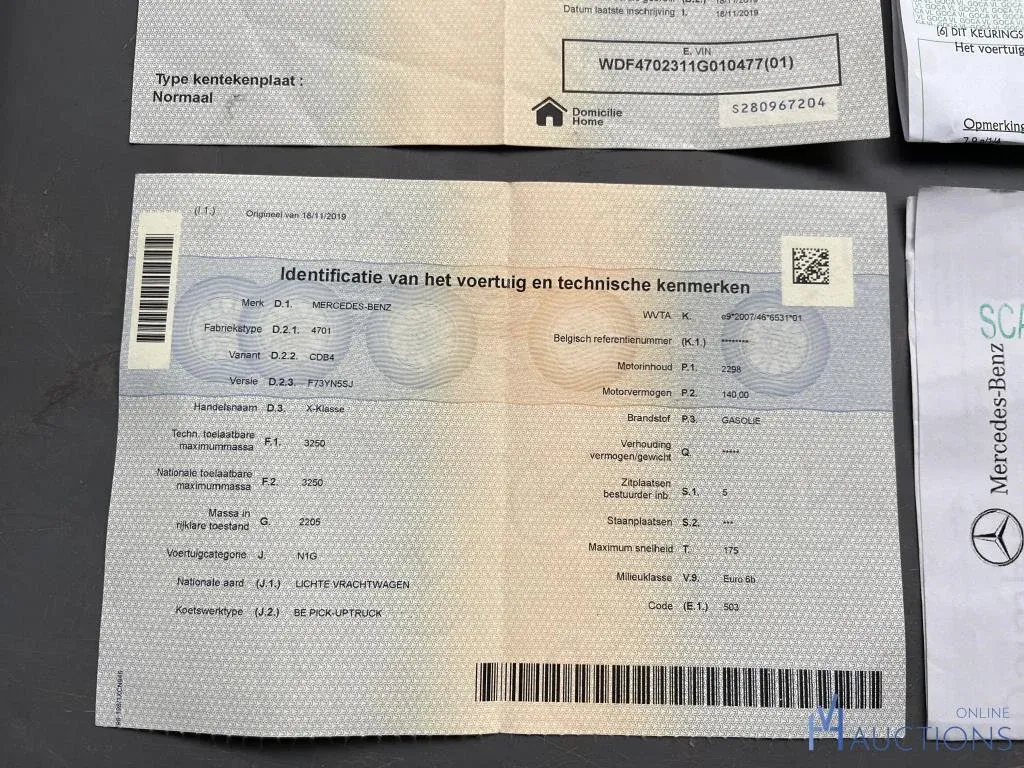 18/11/2019
Datum laatste inschrijving I. 18/11/2019
E. VIN
WDF4702311G010477(01)
Type kentekenplaat :
Normaal
Domicilie
Home
S280967204
(6) DIT KEURINGS
Het voertuig
Opmerking
(I.1.) Origineel van 18/11/2019
Identificatie van het voertuig en technische kenmerken
Merk D.1. MERCEDES-BENZ
Fabriekstype D.2.1. 4701
Variant D.2.2. CDB4
Versie D.2.3. F73YN5SJ
Handelsnaam D.3. X-Klasse
Techn. toelaatbare
maximummassa F.1. 3250
Nationale toelaatbare
maximummassa F.2. 3250
Massa in
rijklare toestand G. 2205
Voertuigcategorie J. N1G
Nationale aard (J.1.) LICHTE VRACHTWAGEN
Koetswerktype (J.2.) BE PICK-UPTRUCK
WVTA K. e9*2007/46*6531*01
Belgisch referentienummer (K.1.) ********
Motorinhoud P.1. 2298
Motorvermogen P.2. 140,00
Brandstof P.3. GASOLIE
Verhouding
vermogen/gewicht Q *****
Zitplaatsen
bestuurder inb. S.1. 5
Staanplaatsen S.2. ***
Maximum snelheid T. 175
Milieuklasse V.9. Euro 6b
Code (E.1.) 503
SCA
Mercedes-Benz
ONLINE
AUCTIONS